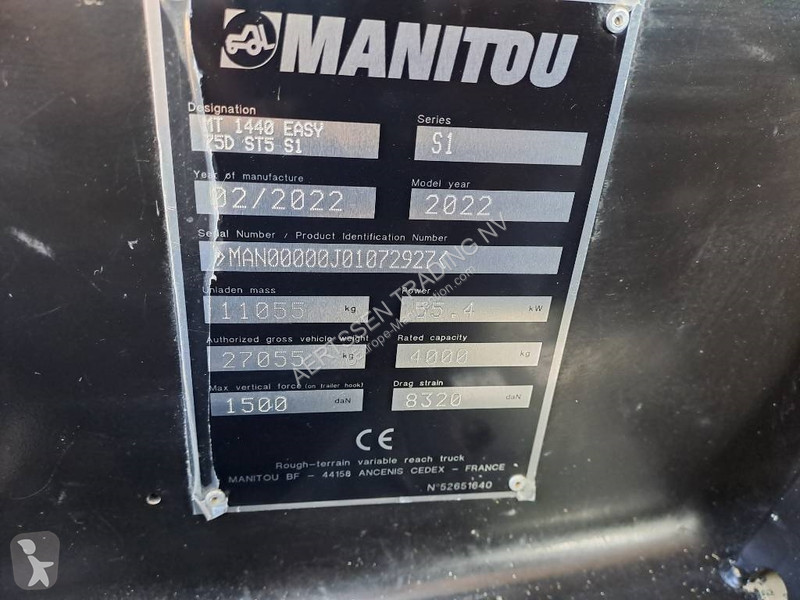 MANITOU
Designation
MT 1440 EASY
75D ST5 S1
Series
S1
Year of manufacture
02/2022
Model year
2022
Serial Number / Product Identification Number
»MAN00000J01072927«
Unladen mass
11055 kg
Power
55.4 kW
Authorized gross vehicle weight
27055 kg
Rated capacity
4000 kg
Max vertical force (on trailer hook)
1500 daN
Drag strain
8320 daN
CE
Rough-terrain variable reach truck
MANITOU BF - 44158 ANCENIS CEDEX - FRANCE
N°52651640
AERTSSEN TRADING NV